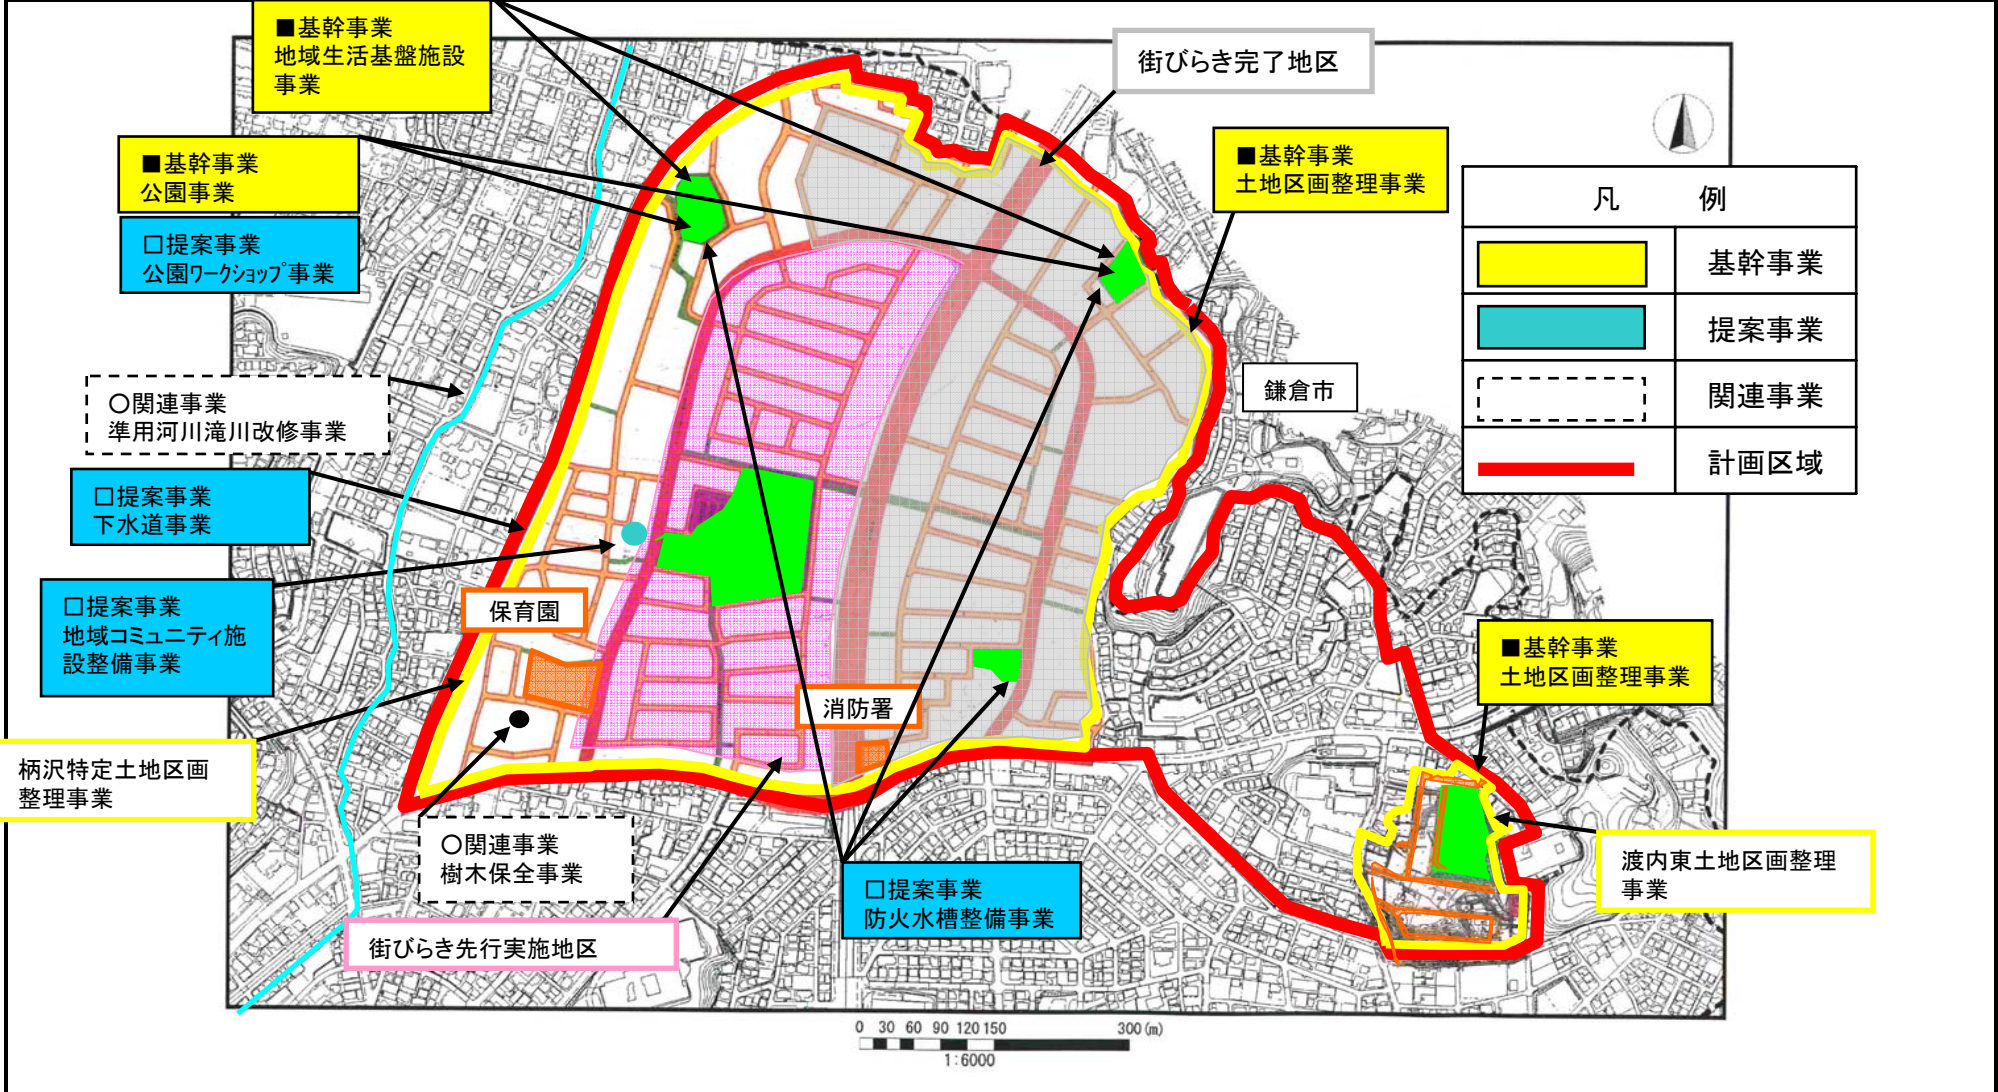 ■基幹事業
地域生活基盤施設
事業
街びらき完了地区
■基幹事業
公園事業
■基幹事業
土地区画整理事業
□提案事業
公園ワークショップ事業
凡　　例
基幹事業
提案事業
関連事業
計画区域
鎌倉市
○関連事業
準用河川滝川改修事業
□提案事業
下水道事業
□提案事業
地域コミュニティ施
設整備事業
保育園
■基幹事業
土地区画整理事業
消防署
柄沢特定土地区画
整理事業
○関連事業
樹木保全事業
□提案事業
防火水槽整備事業
渡内東土地区画整理
事業
街びらき先行実施地区
0 30 60 90 120 150 300 (m)
1:6000